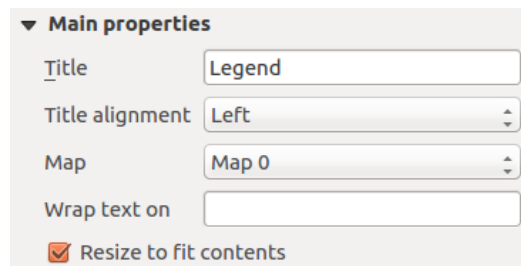 Main properties
Title Legend
Title alignment Left
Map Map 0
Wrap text on
Resize to fit contents